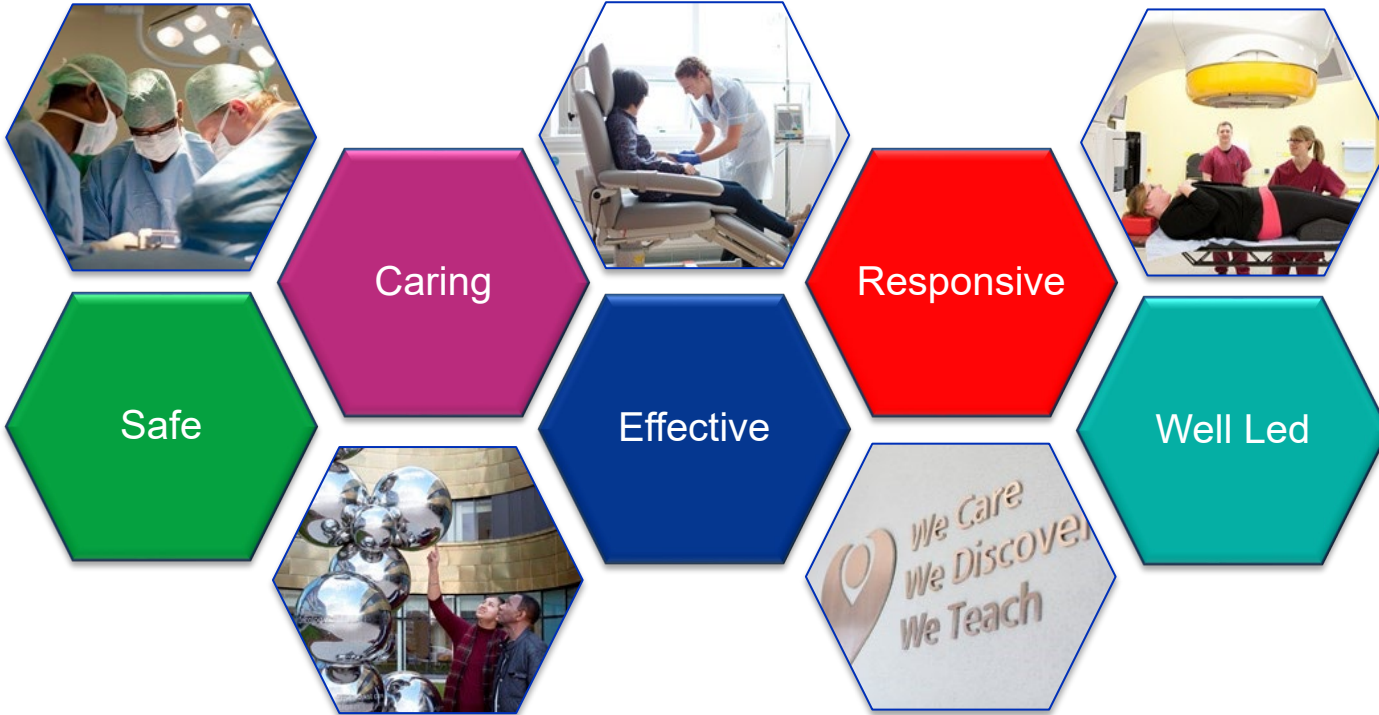 Caring
Responsive
Safe
Effective
Well Led
We Care
We Discover
We Teach